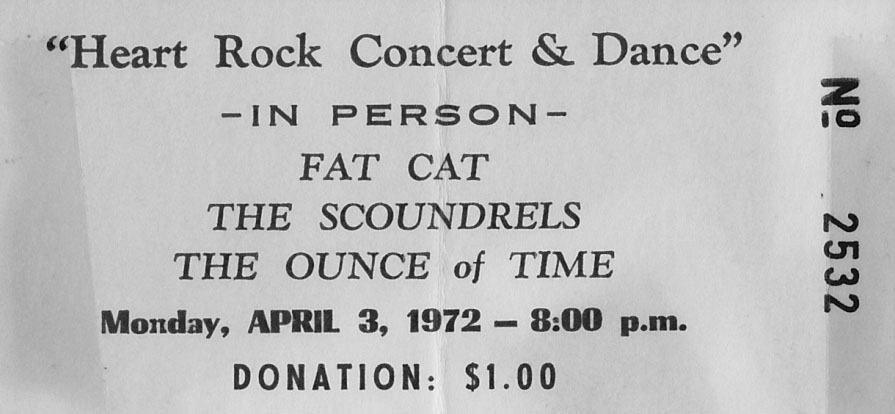 “Heart Rock Concert & Dance”
-IN PERSON-
FAT CAT
THE SCOUNDRELS
THE OUNCE of TIME
Monday, APRIL 3, 1972 — 8:00 p.m.
DONATION: $1.00
№ 2532